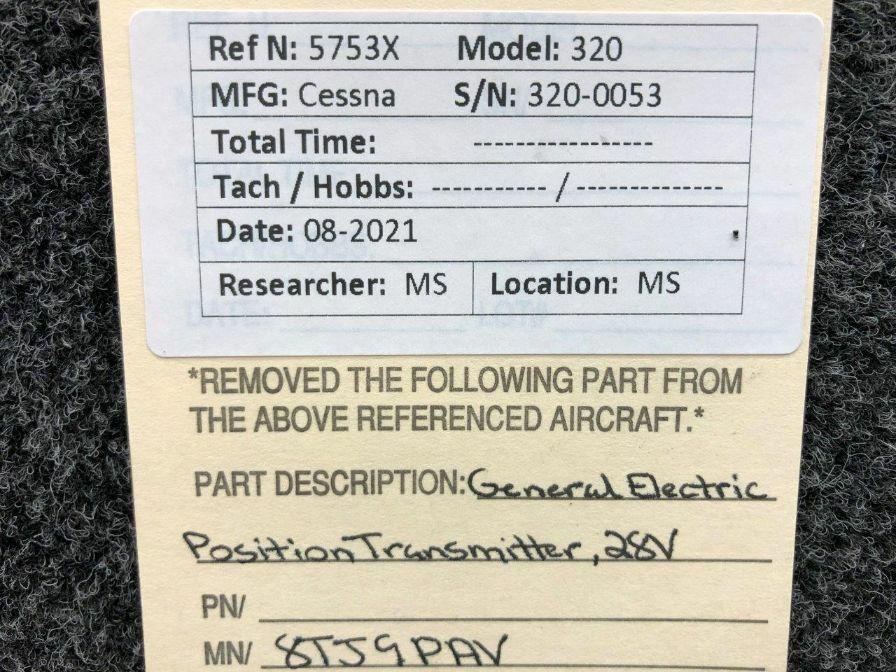 Ref N: 5753X Model: 320
MFG: Cessna S/N: 320-0053
Total Time: -----------------
Tach / Hobbs: ----------- / --------------
Date: 08-2021
Researcher: MS Location: MS
DATE: LOT#
*REMOVED THE FOLLOWING PART FROM
THE ABOVE REFERENCED AIRCRAFT.*
PART DESCRIPTION: General Electric
Position Transmitter, 28V
PN/
MN/ 8TJ9PAV